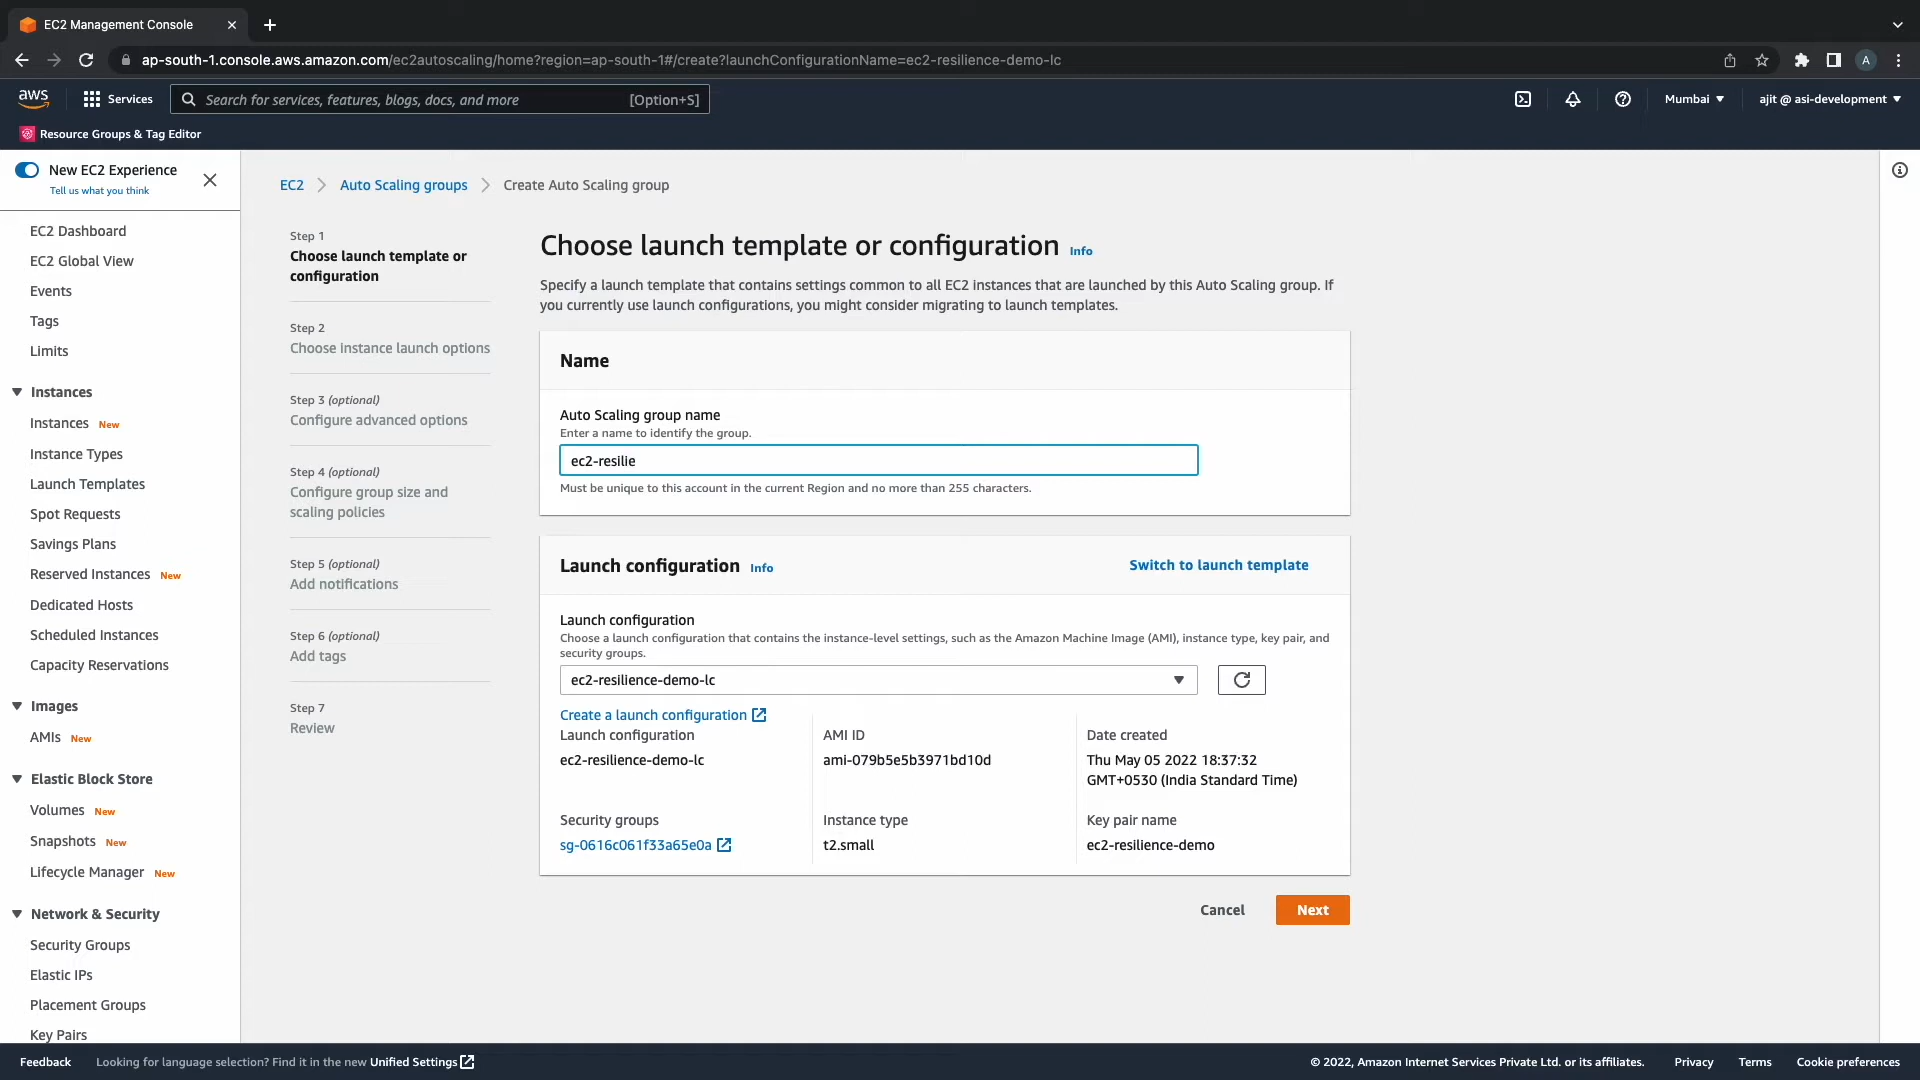 EC2 Management Console
ap-south-1.console.aws.amazon.com/ec2autoscaling/home?region=ap-south-1#/create?launchConfigurationName=ec2-resilience-demo-lc
A
aws
Services
Search for services, features, blogs, docs, and more
[Option+S]
Mumbai
ajit @ asi-development
Resource Groups & Tag Editor
New EC2 Experience
Tell us what you think
EC2 Dashboard
EC2 Global View
Events
Tags
Limits
Instances
Instances New
Instance Types
Launch Templates
Spot Requests
Savings Plans
Reserved Instances New
Dedicated Hosts
Scheduled Instances
Capacity Reservations
Images
AMIs New
Elastic Block Store
Volumes New
Snapshots New
Lifecycle Manager New
Network & Security
Security Groups
Elastic IPs
Placement Groups
Key Pairs
EC2
Auto Scaling groups
Create Auto Scaling group
Step 1
Choose launch template or
configuration
Step 2
Choose instance launch options
Step 3 (optional)
Configure advanced options
Step 4 (optional)
Configure group size and
scaling policies
Step 5 (optional)
Add notifications
Step 6 (optional)
Add tags
Step 7
Review
Choose launch template or configuration Info
Specify a launch template that contains settings common to all EC2 instances that are launched by this Auto Scaling group. If
you currently use launch configurations, you might consider migrating to launch templates.
Name
Auto Scaling group name
Enter a name to identify the group.
ec2-resilie
Must be unique to this account in the current Region and no more than 255 characters.
Launch configuration Info
Switch to launch template
Launch configuration
Choose a launch configuration that contains the instance-level settings, such as the Amazon Machine Image (AMI), instance type, key pair, and
security groups.
ec2-resilience-demo-lc
Create a launch configuration
Launch configuration
ec2-resilience-demo-lc
AMI ID
ami-079b5e5b3971bd10d
Date created
Thu May 05 2022 18:37:32
GMT+0530 (India Standard Time)
Security groups
sg-0616c061f33a65e0a
Instance type
t2.small
Key pair name
ec2-resilience-demo
Cancel
Next
Feedback
Looking for language selection? Find it in the new Unified Settings
© 2022, Amazon Internet Services Private Ltd. or its affiliates.
Privacy
Terms
Cookie preferences